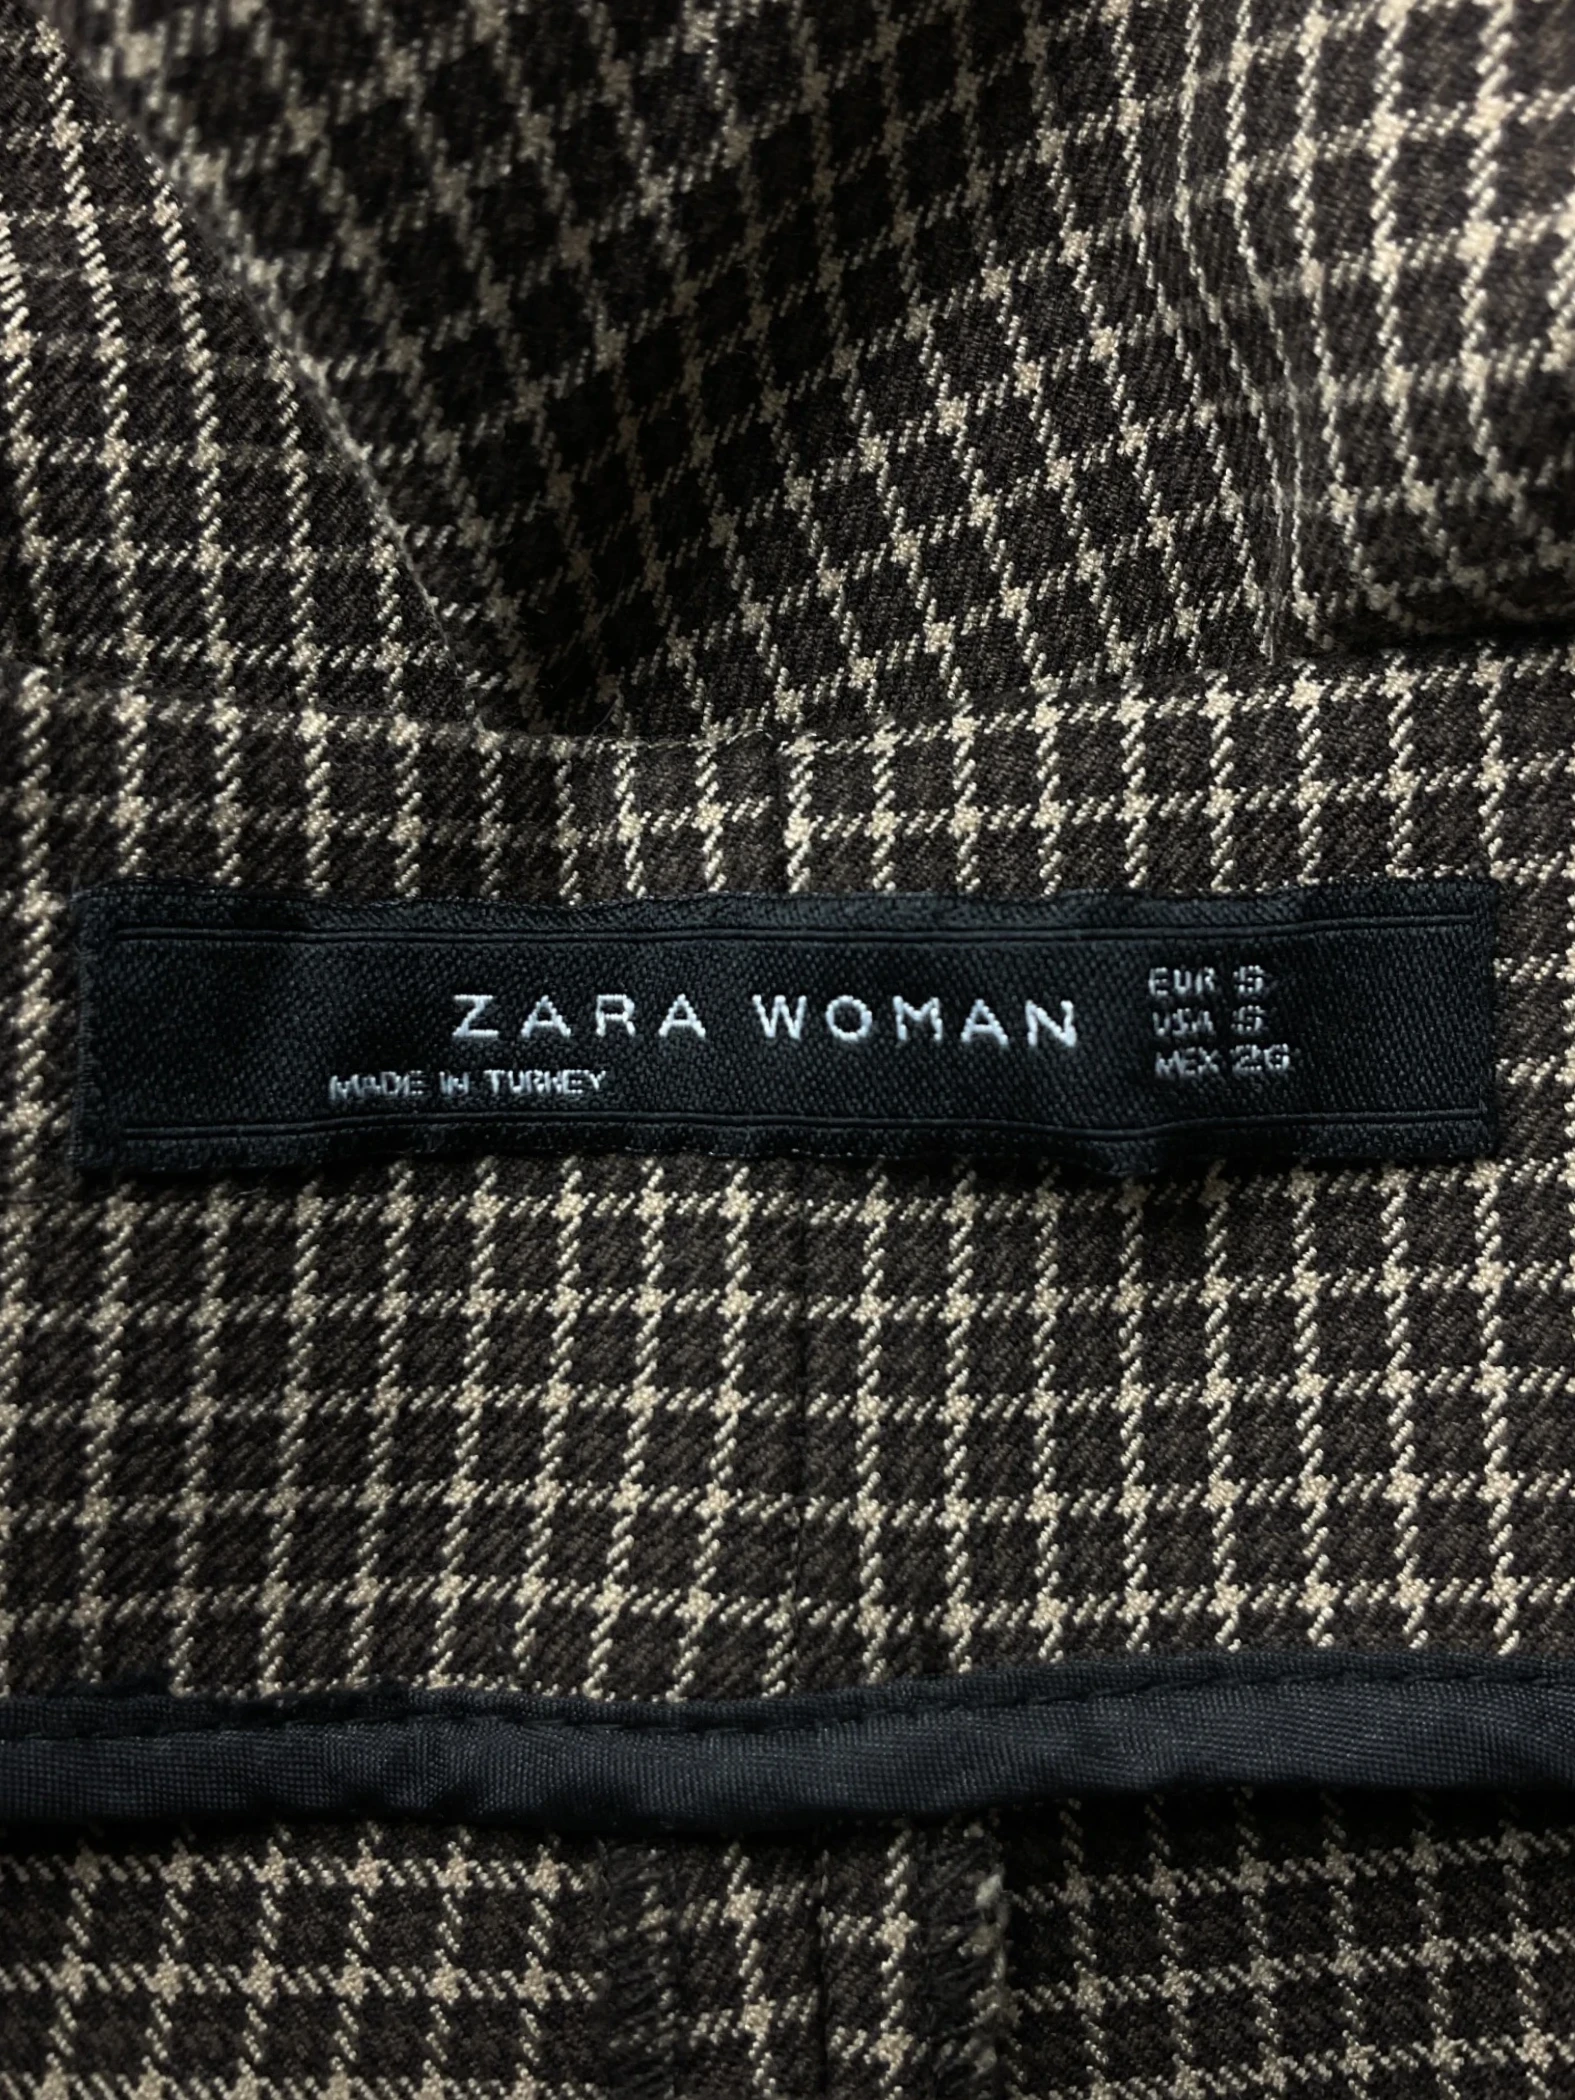 ZARA WOMAN
MADE IN TURKEY
EUR S
USA S
MEX 26